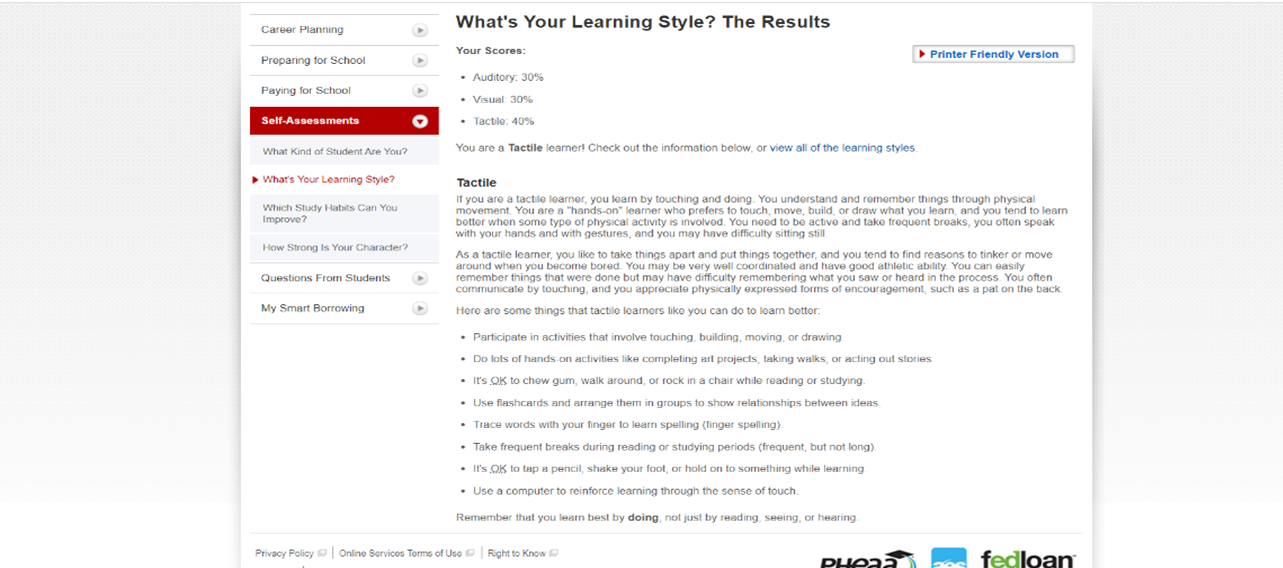 Career Planning
Preparing for School
Paying for School
Self-Assessments
What Kind of Student Are You?
What's Your Learning Style?
Which Study Habits Can You
Improve?
How Strong Is Your Character?
Questions From Students
My Smart Borrowing
What's Your Learning Style? The Results
Printer Friendly Version
Your Scores:
• Auditory: 30%
• Visual: 30%
• Tactile: 40%
You are a Tactile learner! Check out the information below, or view all of the learning styles.
Tactile
If you are a tactile learner, you learn by touching and doing. You understand and remember things through physical
movement. You are a "hands-on" learner who prefers to touch, move, build, or draw what you learn, and you tend to learn
better when some type of physical activity is involved. You need to be active and take frequent breaks, you often speak
with your hands and with gestures, and you may have difficulty sitting still.
As a tactile learner, you like to take things apart and put things together, and you tend to find reasons to tinker or move
around when you become bored. You may be very well coordinated and have good athletic ability. You can easily
remember things that were done but may have difficulty remembering what you saw or heard in the process. You often
communicate by touching, and you appreciate physically expressed forms of encouragement, such as a pat on the back.
Here are some things that tactile learners like you can do to learn better:
• Participate in activities that involve touching, building, moving, or drawing.
• Do lots of hands-on activities like completing art projects, taking walks, or acting out stories.
• It's OK to chew gum, walk around, or rock in a chair while reading or studying.
• Use flashcards and arrange them in groups to show relationships between ideas.
• Trace words with your finger to learn spelling (finger spelling).
• Take frequent breaks during reading or studying periods (frequent, but not long).
• It's OK to tap a pencil, shake your foot, or hold on to something while learning.
• Use a computer to reinforce learning through the sense of touch.
Remember that you learn best by doing, not just by reading, seeing, or hearing.
Privacy Policy | Online Services Terms of Use | Right to Know
PHEAA aes fedloan